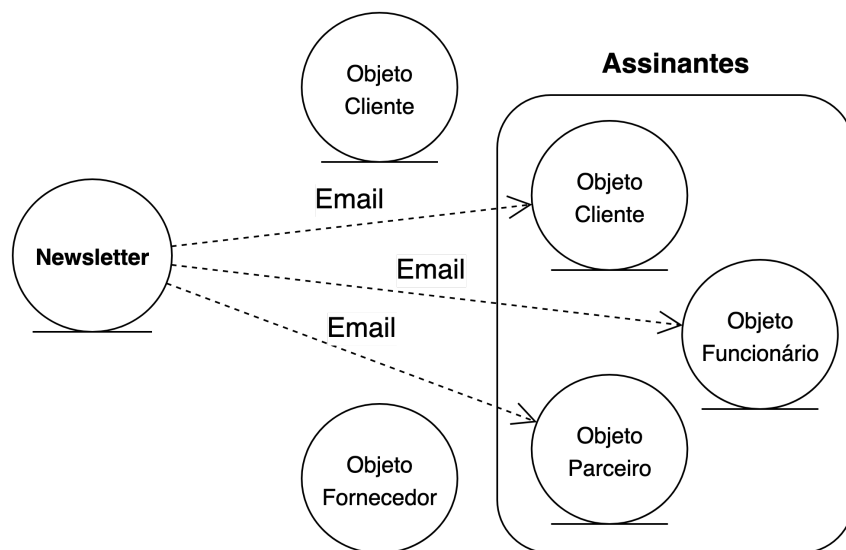 Objeto
Cliente
Assinantes
Objeto
Cliente
Email
Newsletter
Email
Objeto
Funcionário
Email
Objeto
Parceiro
Objeto
Fornecedor